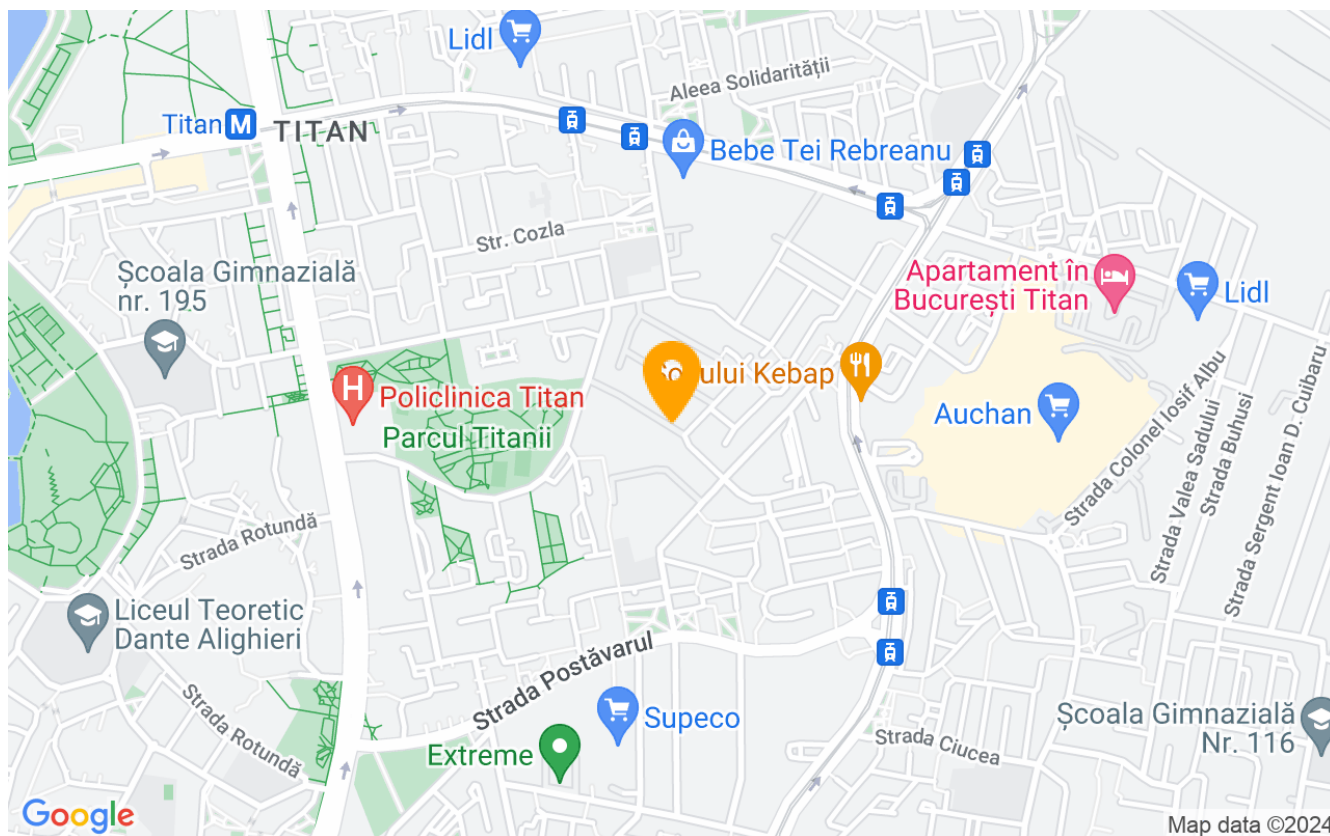 Lidl
Aleea Solidarității
Titan M
TITAN
Bebe Tei Rebreanu
Str. Cozla
Școala Gimnazială
nr. 195
Apartament în
București Titan
Lidl
Kebap
H
Policlinica Titan
Parcul Titanii
Auchan
Strada Colonel Iosif Albu
Strada Valea Sadului
Strada Buhusi
Strada Sergent Ioan D. Cuibaru
Strada Rotundă
Liceul Teoretic
Dante Alighieri
Strada Postăvarul
Strada Rotundă
Supeco
Extreme
Strada Ciucea
Școala Gimnazială
Nr. 116
Google
Map data ©2024